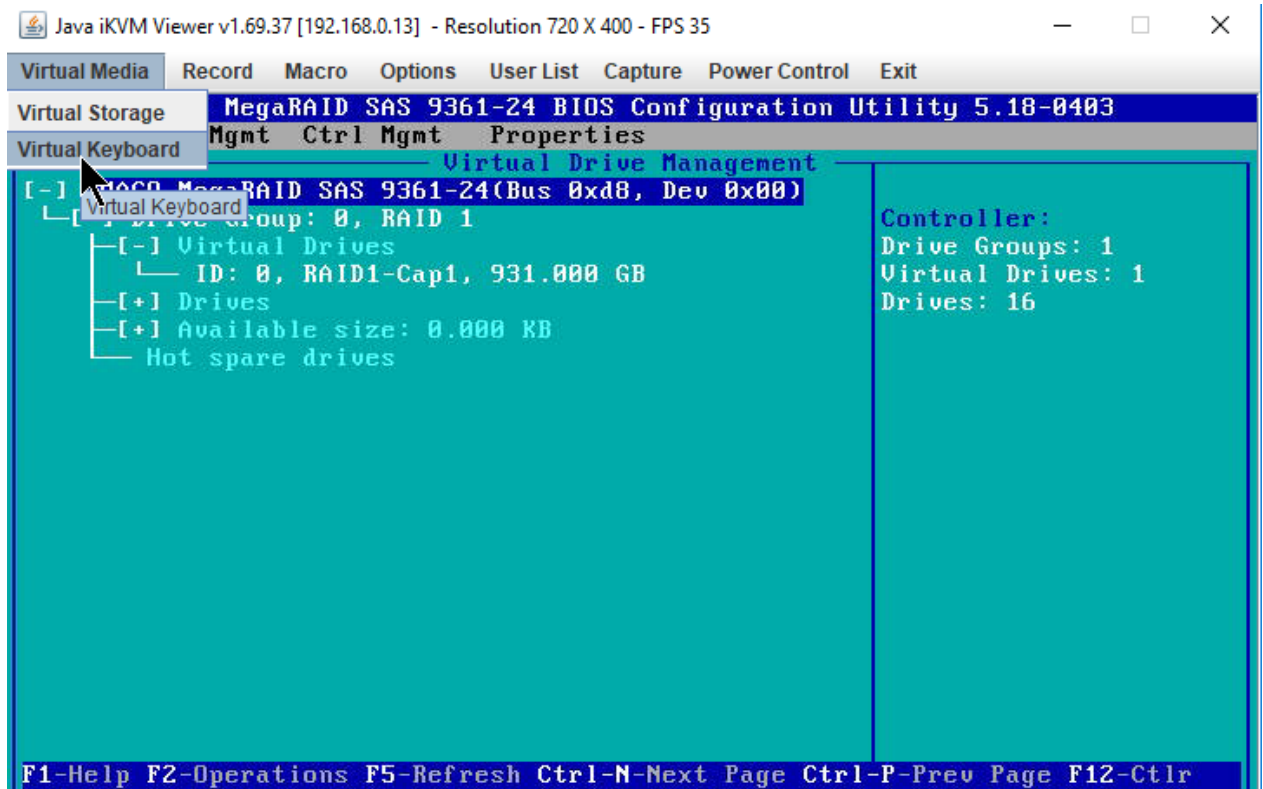 Java iKVM Viewer v1.69.37 [192.168.0.13] - Resolution 720 X 400 - FPS 35
Virtual Media Record Macro Options User List Capture Power Control Exit
Virtual Storage
Virtual Keyboard
Virtual Keyboard
MegaRAID SAS 9361-24 BIOS Configuration Utility 5.18-0403
Mgmt Ctrl Mgmt Properties
Virtual Drive Management
[-] MegaRAID SAS 9361-24(Bus 0xd8, Dev 0x00)
Group: 0, RAID 1
[-] Virtual Drives
ID: 0, RAID1-Cap1, 931.000 GB
[+] Drives
[+] Available size: 0.000 KB
Hot spare drives
Controller:
Drive Groups: 1
Virtual Drives: 1
Drives: 16
F1-Help F2-Operations F5-Refresh Ctrl-N-Next Page Ctrl-P-Prev Page F12-Ctlr